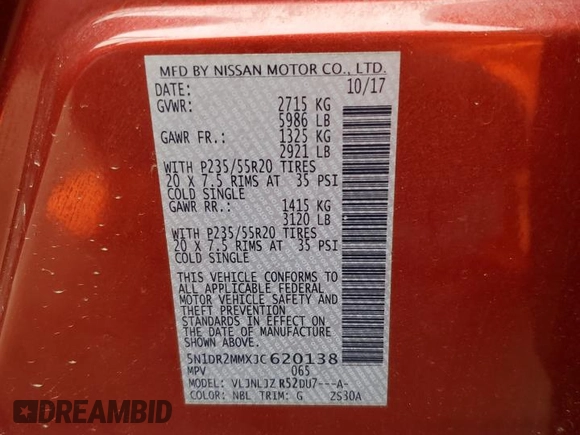 MFD BY NISSAN MOTOR CO., LTD.
DATE: 10/17
GVWR: 2715 KG
5986 LB
GAWR FR.: 1325 KG
2921 LB
WITH P235/55R20 TIRES
20 X 7.5 RIMS AT 35 PSI
COLD SINGLE
GAWR RR.: 1415 KG
3120 LB
WITH P235/55R20 TIRES
20 X 7.5 RIMS AT 35 PSI
COLD SINGLE
THIS VEHICLE CONFORMS TO
ALL APPLICABLE FEDERAL
MOTOR VEHICLE SAFETY AND
THEFT PREVENTION
STANDARDS IN EFFECT ON
THE DATE OF MANUFACTURE
SHOWN ABOVE
5N1DR2MMXJC620138
MPV 065
MODEL: VLJNLJZ R52DU7---A-
COLOR: NBL TRIM: G ZS30A
DREAMBID DREAMBID